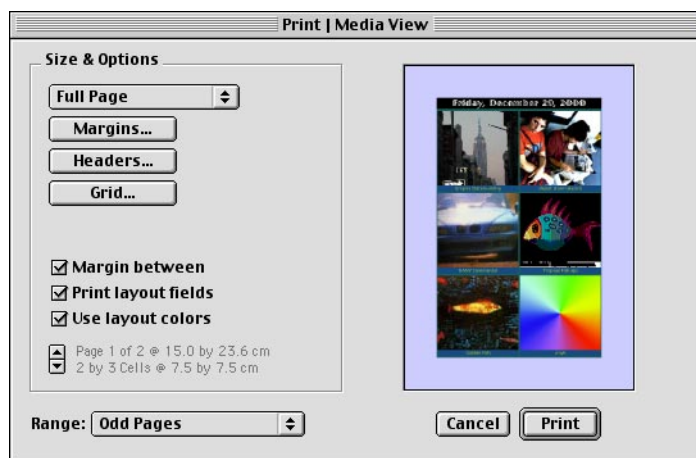 Print | Media View
Size & Options
Full Page
Margins...
Headers...
Grid...
Margin between
Print layout fields
Use layout colors
Page 1 of 2 @ 15.0 by 23.6 cm
2 by 3 Cells @ 7.5 by 7.5 cm
Range: Odd Pages
Friday, December 29, 2000
Cancel
Print